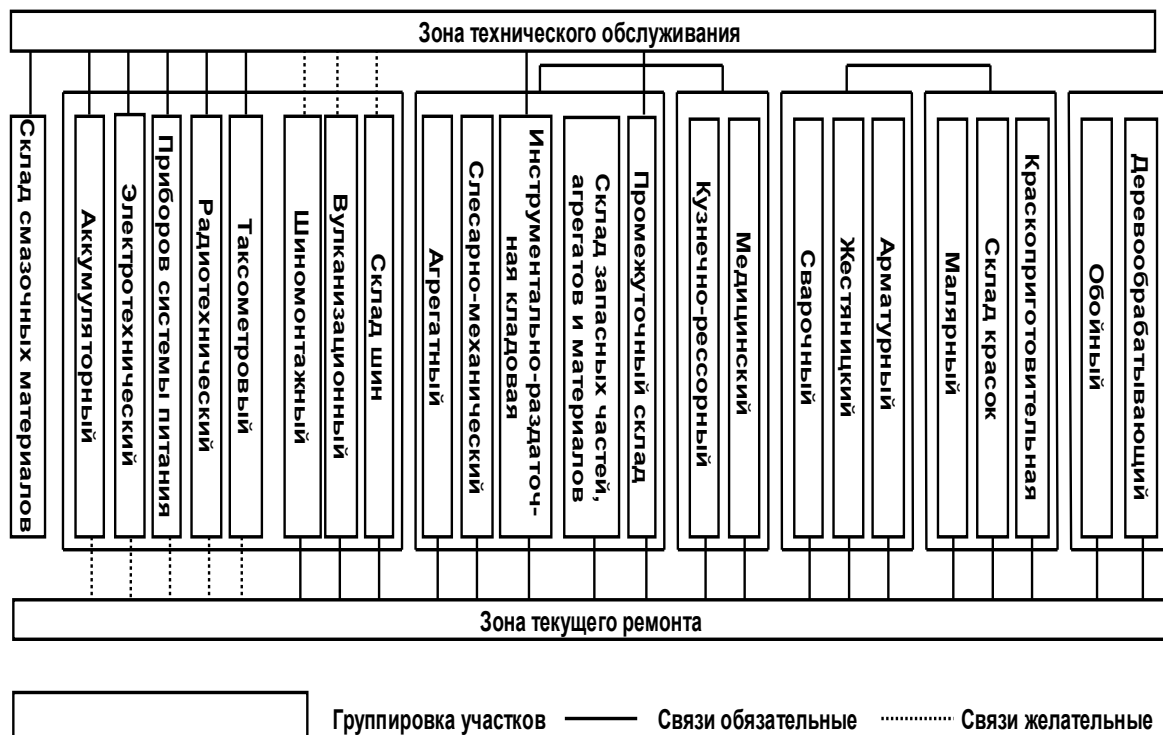 Зона технического обслуживания
Склад смазочных материалов
Аккумуляторный
Электротехнический
Приборов системы питания
Радиотехнический
Таксометровый
Шиномонтажный
Вулканизационный
Склад шин
Агрегатный
Слесарно-механический
Инструментально-раздаточ-
ная кладовая
Склад запасных частей,
агрегатов и материалов
Промежуточный склад
Кузнечно-рессорный
Медицинский
Сварочный
Жестяницкий
Арматурный
Малярный
Склад красок
Краскоприготовительная
Обойный
Деревообрабатывающий
Зона текущего ремонта
Группировка участков
Связи обязательные
Связи желательные